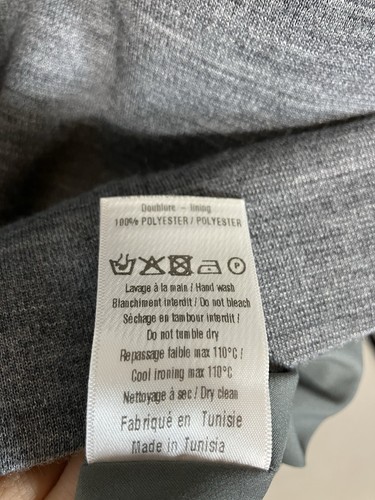 Doublure - lining
100% POLYESTER / POLYESTER
P
Lavage à la main / Hand wash
Blanchiment interdit / Do not bleach
Séchage en tambour interdit /
Do not tumble dry
Repassage faible max 110°C /
Cool ironing max 110°C
Nettoyage à sec / Dry clean
Fabriqué en Tunisie
Made in Tunisia